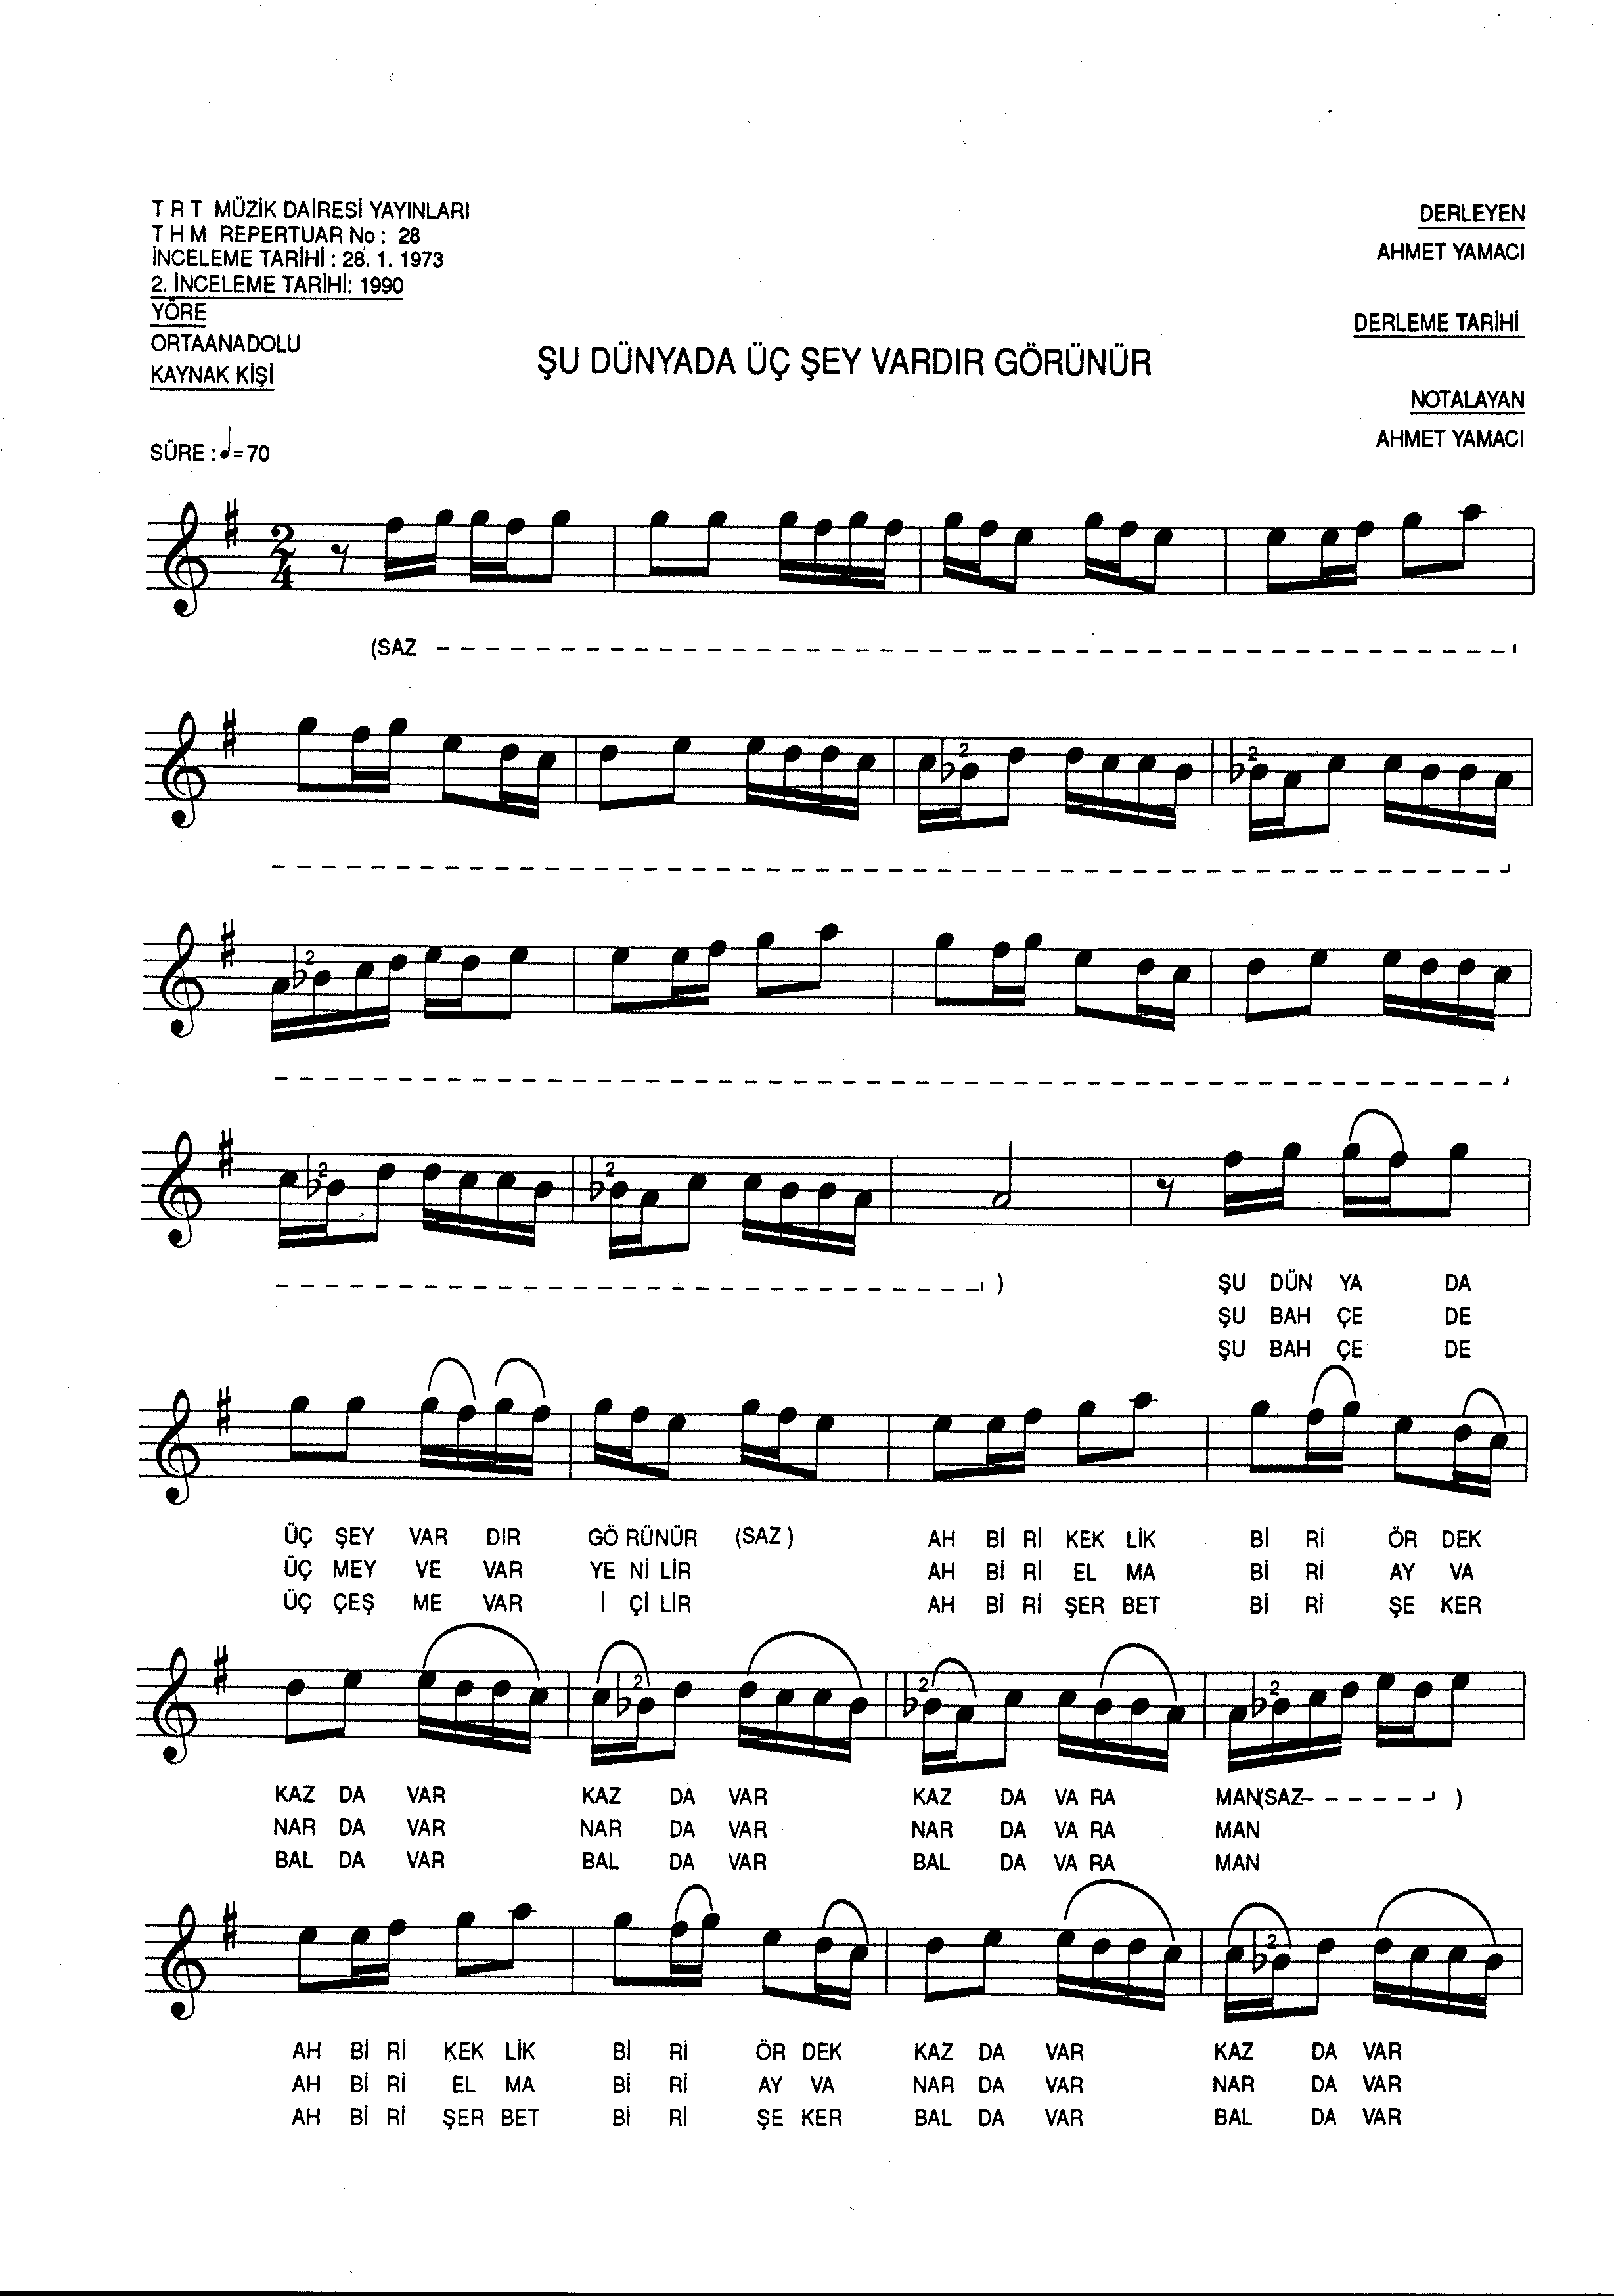 T R T MÜZİK DAİRESİ YAYINLARI
T H M REPERTUAR No : 28
İNCELEME TARİHİ : 28. 1. 1973
2. İNCELEME TARİHİ: 1990
YÖRE
ORTAANADOLU
KAYNAK KİŞİ
DERLEYEN
AHMET YAMACI
DERLEME TARİHİ
ŞU DÜNYADA ÜÇ ŞEY VARDIR GÖRÜNÜR
NOTALAYAN
AHMET YAMACI
SÜRE : ♩=70
2
4
(SAZ
2 2
2
2 2
)
ŞU DÜN YA DA
ŞU BAH ÇE DE
ŞU BAH ÇE DE
ÜÇ ŞEY VAR DIR GÖ RÜNÜR (SAZ ) AH Bİ Rİ KEK LİK Bİ Rİ ÖR DEK
ÜÇ MEY VE VAR YE Nİ LİR AH Bİ Rİ EL MA Bİ Rİ AY VA
ÜÇ ÇEŞ ME VAR İ Çİ LİR AH Bİ Rİ ŞER BET Bİ Rİ ŞE KER
2 2 2
KAZ DA VAR KAZ DA VAR KAZ DA VA RA MAN(SAZ )
NAR DA VAR NAR DA VAR NAR DA VA RA MAN
BAL DA VAR BAL DA VAR BAL DA VA RA MAN
2
AH Bİ Rİ KEK LİK Bİ Rİ ÖR DEK KAZ DA VAR KAZ DA VAR
AH Bİ Rİ EL MA Bİ Rİ AY VA NAR DA VAR NAR DA VAR
AH Bİ Rİ ŞER BET Bİ Rİ ŞE KER BAL DA VAR BAL DA VAR